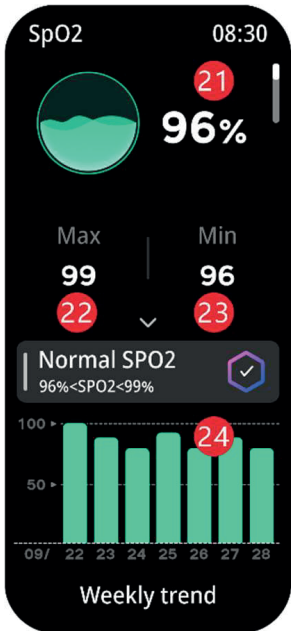 SpO2 08:30
21
96%
Max Min
99 96
22 23
Normal SPO2
96%<SPO2<99%
100
24
50
09/ 22 23 24 25 26 27 28
Weekly trend